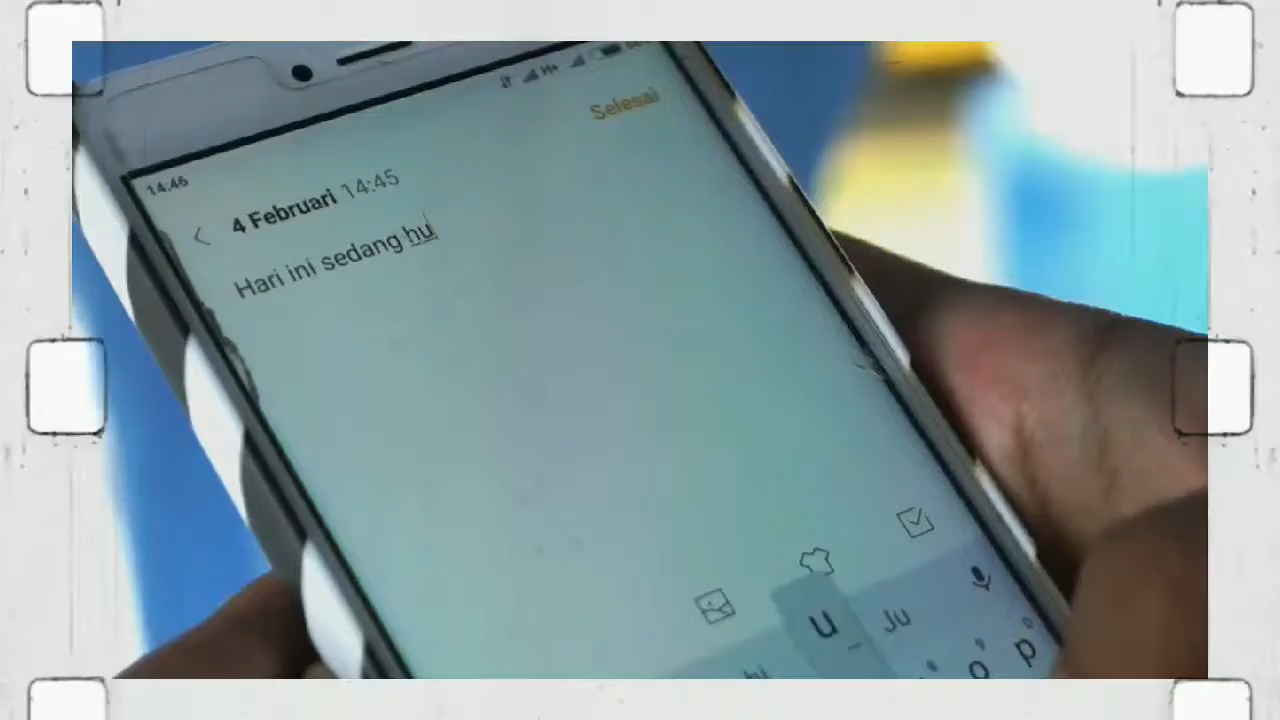 14:46 H+
Selesai
4 Februari 14:45
Hari ini sedang hu
u Ju
o p